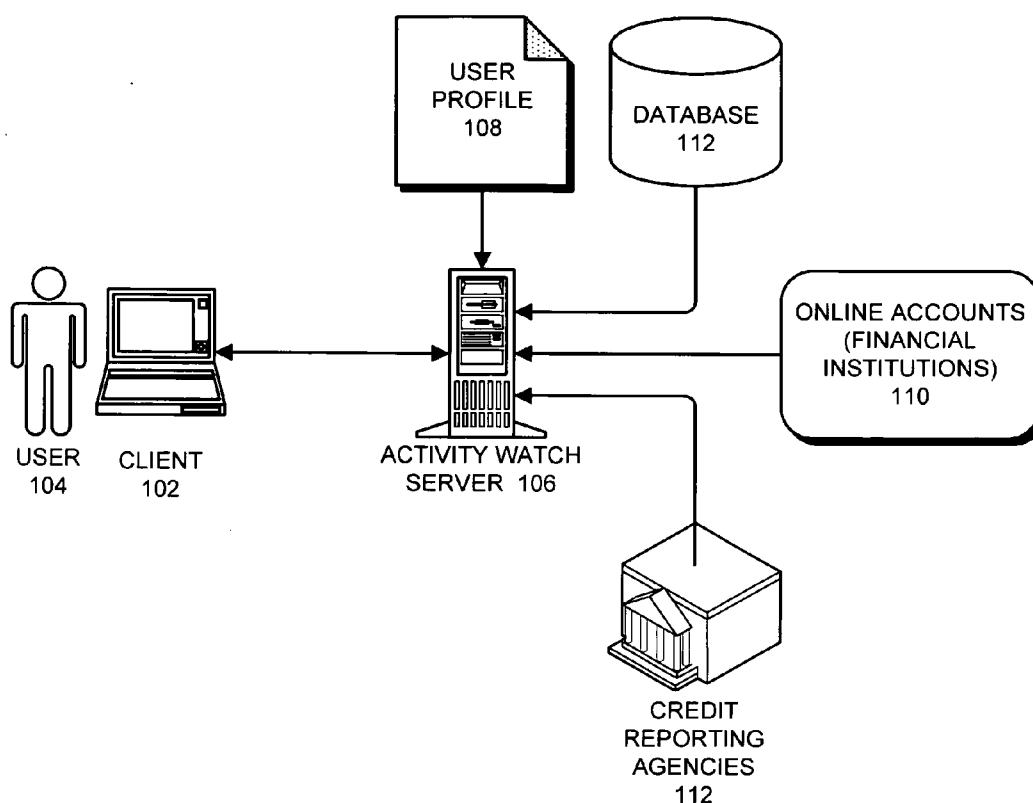 USER
PROFILE
108
DATABASE
112
ONLINE ACCOUNTS
(FINANCIAL
INSTITUTIONS)
110
USER
104
CLIENT
102
ACTIVITY WATCH
SERVER 106
CREDIT
REPORTING
AGENCIES
112